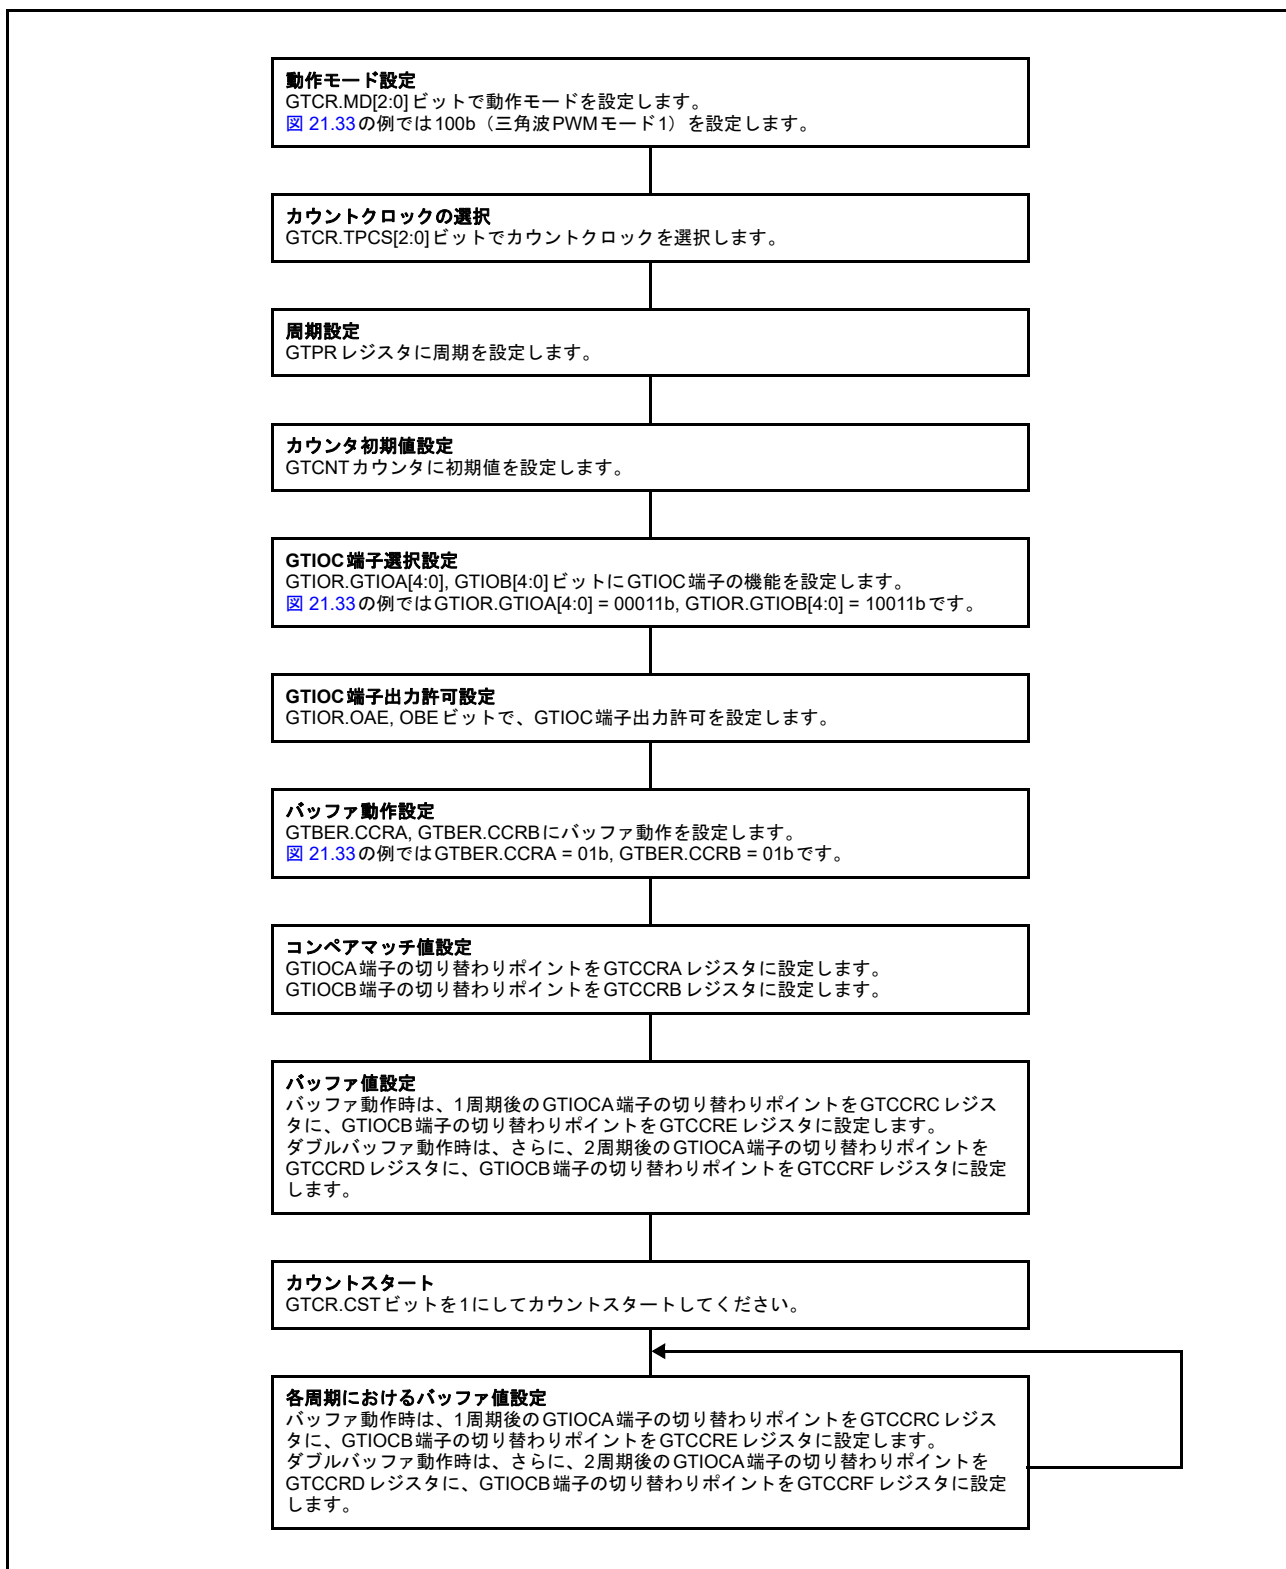 動作モード設定
GTCR.MD[2:0]ビットで動作モードを設定します。
図 21.33の例では100b（三角波PWMモード1）を設定します。
カウントクロックの選択
GTCR.TPCS[2:0]ビットでカウントクロックを選択します。
周期設定
GTPRレジスタに周期を設定します。
カウンタ初期値設定
GTCNTカウンタに初期値を設定します。
GTIOC端子選択設定
GTIOR.GTIOA[4:0], GTIOB[4:0]ビットにGTIOC端子の機能を設定します。
図 21.33の例ではGTIOR.GTIOA[4:0] = 00011b, GTIOR.GTIOB[4:0] = 10011bです。
GTIOC端子出力許可設定
GTIOR.OAE, OBEビットで、GTIOC端子出力許可を設定します。
バッファ動作設定
GTBER.CCRA, GTBER.CCRBにバッファ動作を設定します。
図 21.33の例ではGTBER.CCRA = 01b, GTBER.CCRB = 01bです。
コンペアマッチ値設定
GTIOCA端子の切り替わりポイントをGTCCRAレジスタに設定します。
GTIOCB端子の切り替わりポイントをGTCCRBレジスタに設定します。
バッファ値設定
バッファ動作時は、1周期後のGTIOCA端子の切り替わりポイントをGTCCRCレジス
タに、GTIOCB端子の切り替わりポイントをGTCCREレジスタに設定します。
ダブルバッファ動作時は、さらに、2周期後のGTIOCA端子の切り替わりポイントを
GTCCRDレジスタに、GTIOCB端子の切り替わりポイントをGTCCRFレジスタに設定
します。
カウントスタート
GTCR.CSTビットを1にしてカウントスタートしてください。
各周期におけるバッファ値設定
バッファ動作時は、1周期後のGTIOCA端子の切り替わりポイントをGTCCRCレジス
タに、GTIOCB端子の切り替わりポイントをGTCCREレジスタに設定します。
ダブルバッファ動作時は、さらに、2周期後のGTIOCA端子の切り替わりポイントを
GTCCRDレジスタに、GTIOCB端子の切り替わりポイントをGTCCRFレジスタに設定
します。